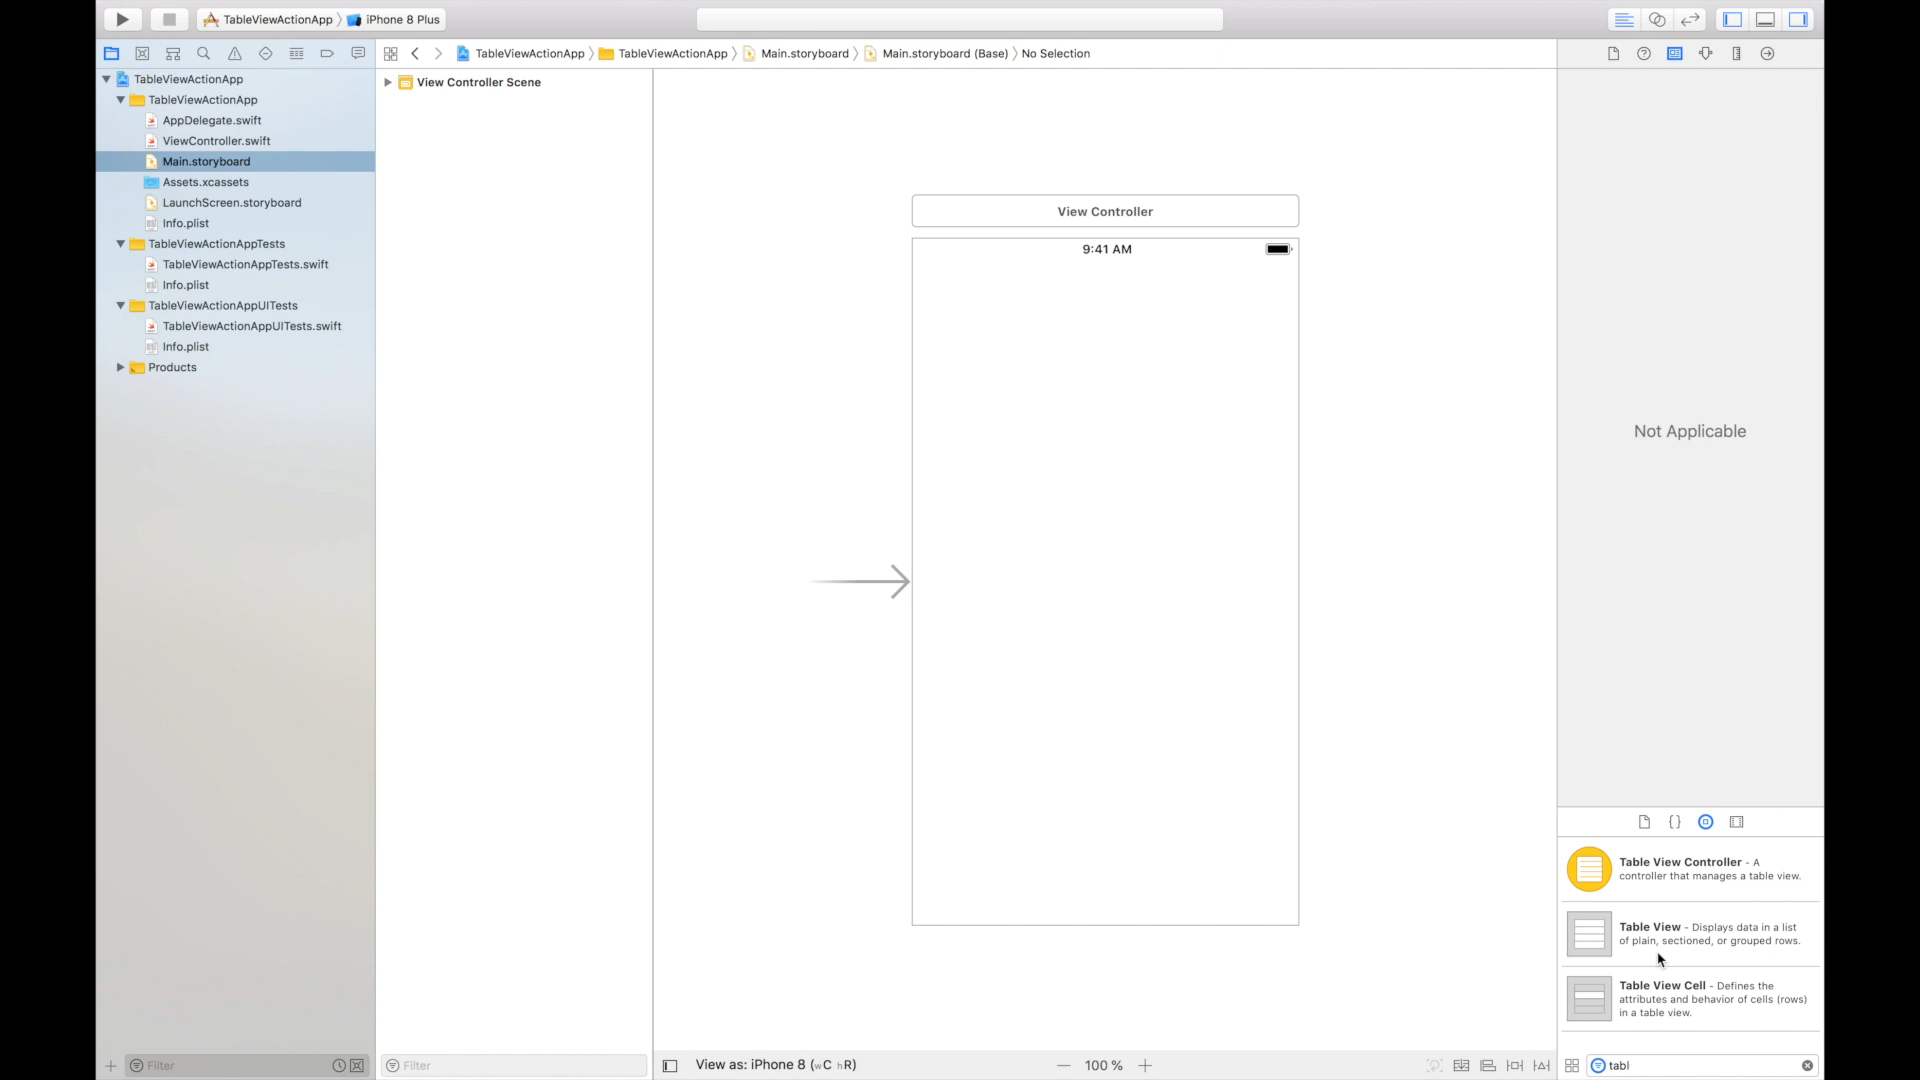 TableViewActionApp
iPhone 8 Plus
TableViewActionApp
TableViewActionApp
Main.storyboard
Main.storyboard (Base)
No Selection
TableViewActionApp
TableViewActionApp
AppDelegate.swift
ViewController.swift
Main.storyboard
Assets.xcassets
LaunchScreen.storyboard
Info.plist
TableViewActionAppTests
TableViewActionAppTests.swift
Info.plist
TableViewActionAppUITests
TableViewActionAppUITests.swift
Info.plist
Products
Filter
View Controller Scene
Filter
View Controller
9:41 AM
View as: iPhone 8 (wC hR)
100 %
Not Applicable
{}
Table View Controller - A
controller that manages a table view.
Table View - Displays data in a list
of plain, sectioned, or grouped rows.
Table View Cell - Defines the
attributes and behavior of cells (rows)
in a table view.
tabl